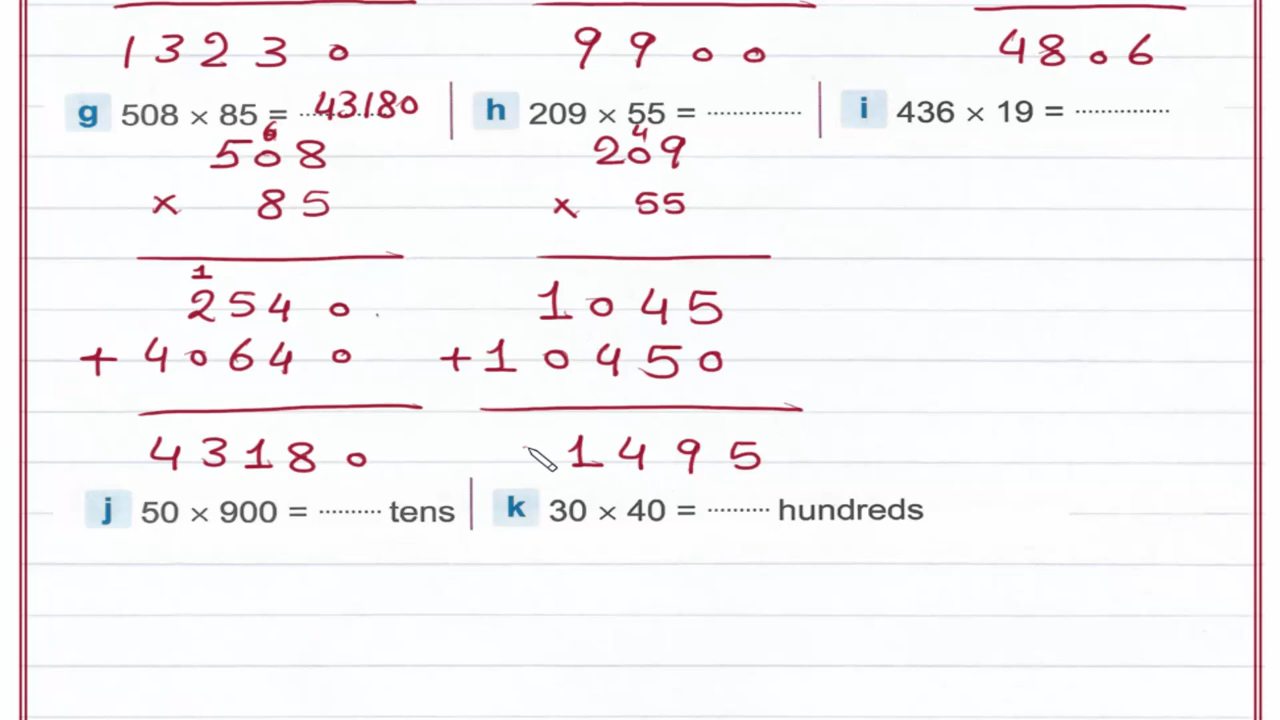 13230 9900 4806
g 508 × 85 = 43180 h 209 × 55 = .......... i 436 × 19 = ..........
6 4
508 209
× 85 × 55
1
2540 1045
+ 40640 + 10450
43180 1495
j 50 × 900 = .......... tens k 30 × 40 = .......... hundreds